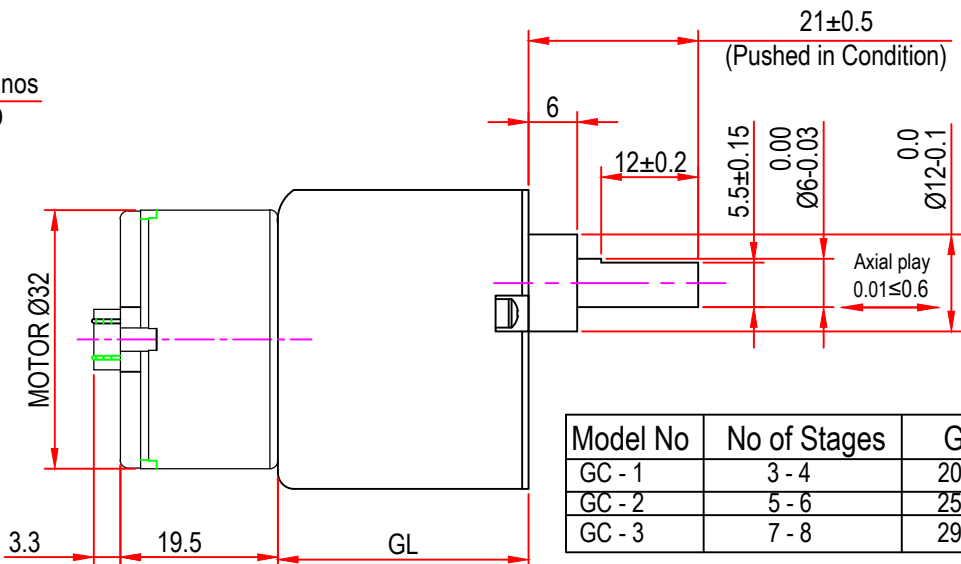 nos
21±0.5
(Pushed in Condition)
6
12±0.2
5.5±0.15
0.00
Ø6-0.03
0.0
Ø12-0.1
Axial play
0.01≤0.6
MOTOR Ø32
3.3
19.5
GL
Model No No of Stages G
GC - 1 3 - 4 20
GC - 2 5 - 6 25
GC - 3 7 - 8 29